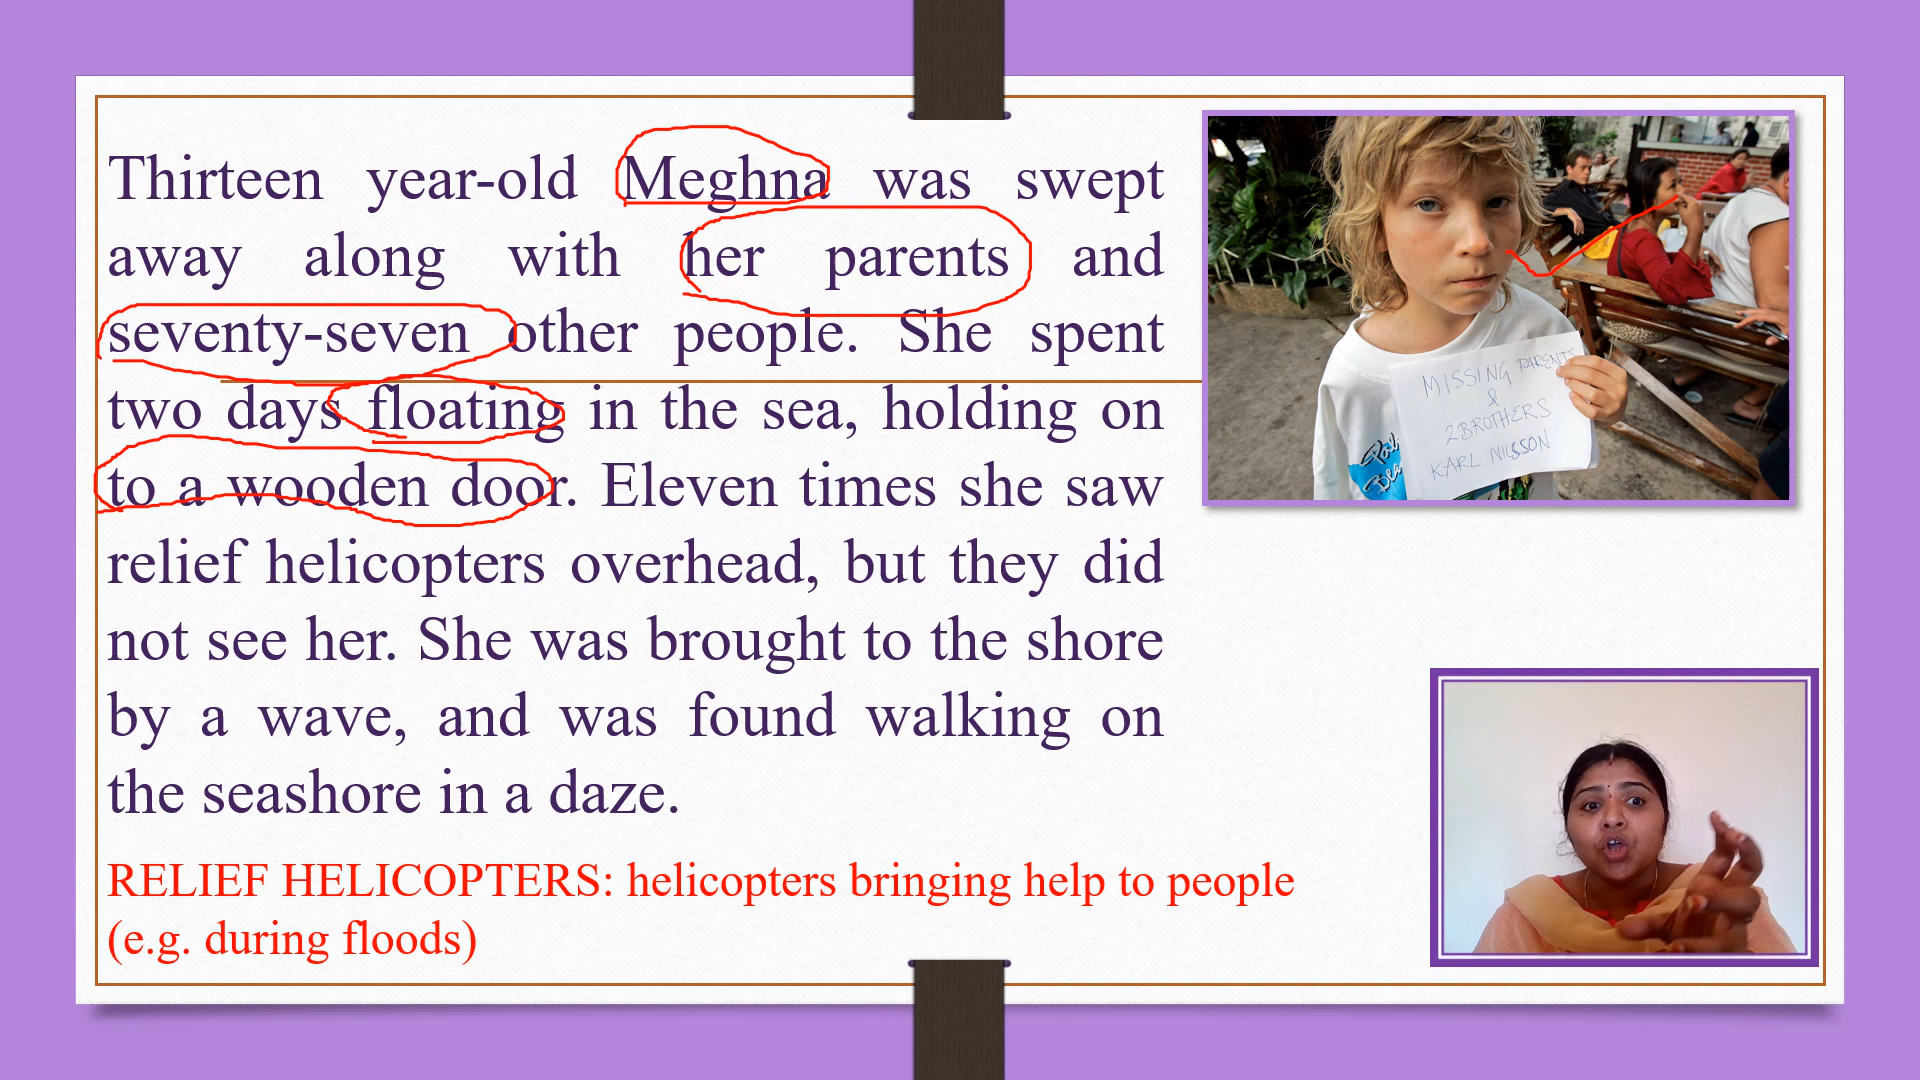 Thirteen year-old Meghna was swept
away along with her parents and
seventy-seven other people. She spent
two days floating in the sea, holding on
to a wooden door. Eleven times she saw
relief helicopters overhead, but they did
not see her. She was brought to the shore
by a wave, and was found walking on
the seashore in a daze.
RELIEF HELICOPTERS: helicopters bringing help to people
(e.g. during floods)
MISSING PARENTS
&
2 BROTHERS
KARL NILSSON